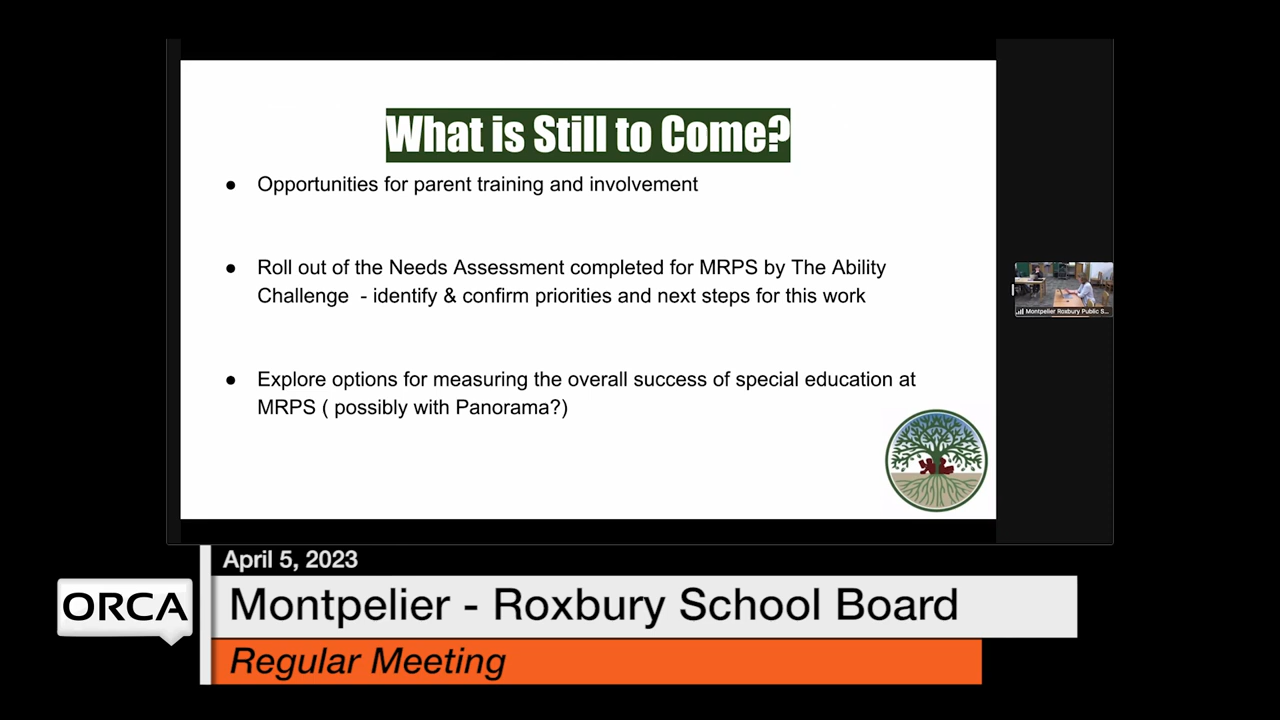 What is Still to Come?
● Opportunities for parent training and involvement
● Roll out of the Needs Assessment completed for MRPS by The Ability
Challenge - identify & confirm priorities and next steps for this work
● Explore options for measuring the overall success of special education at
MRPS ( possibly with Panorama?)
Montpelier Roxbury Public S...
April 5, 2023
ORCA
Montpelier - Roxbury School Board
Regular Meeting